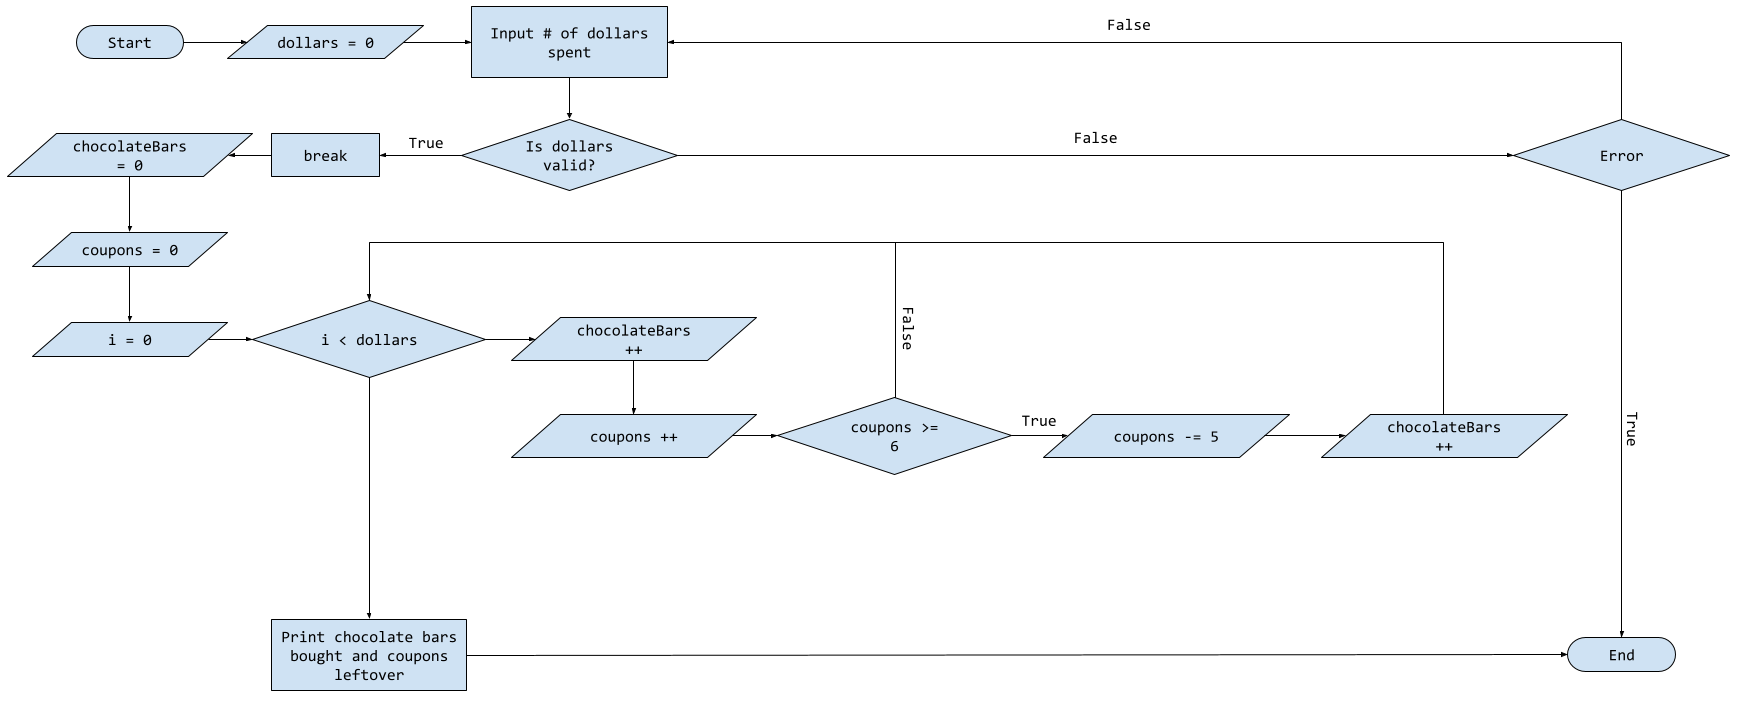 Start
dollars = 0
Input # of dollars
spent
False
chocolateBars
= 0
break
True
Is dollars
valid?
False
Error
coupons = 0
i = 0
i < dollars
chocolateBars
++
False
coupons ++
coupons >=
6
True
coupons -= 5
chocolateBars
++
True
Print chocolate bars
bought and coupons
leftover
End